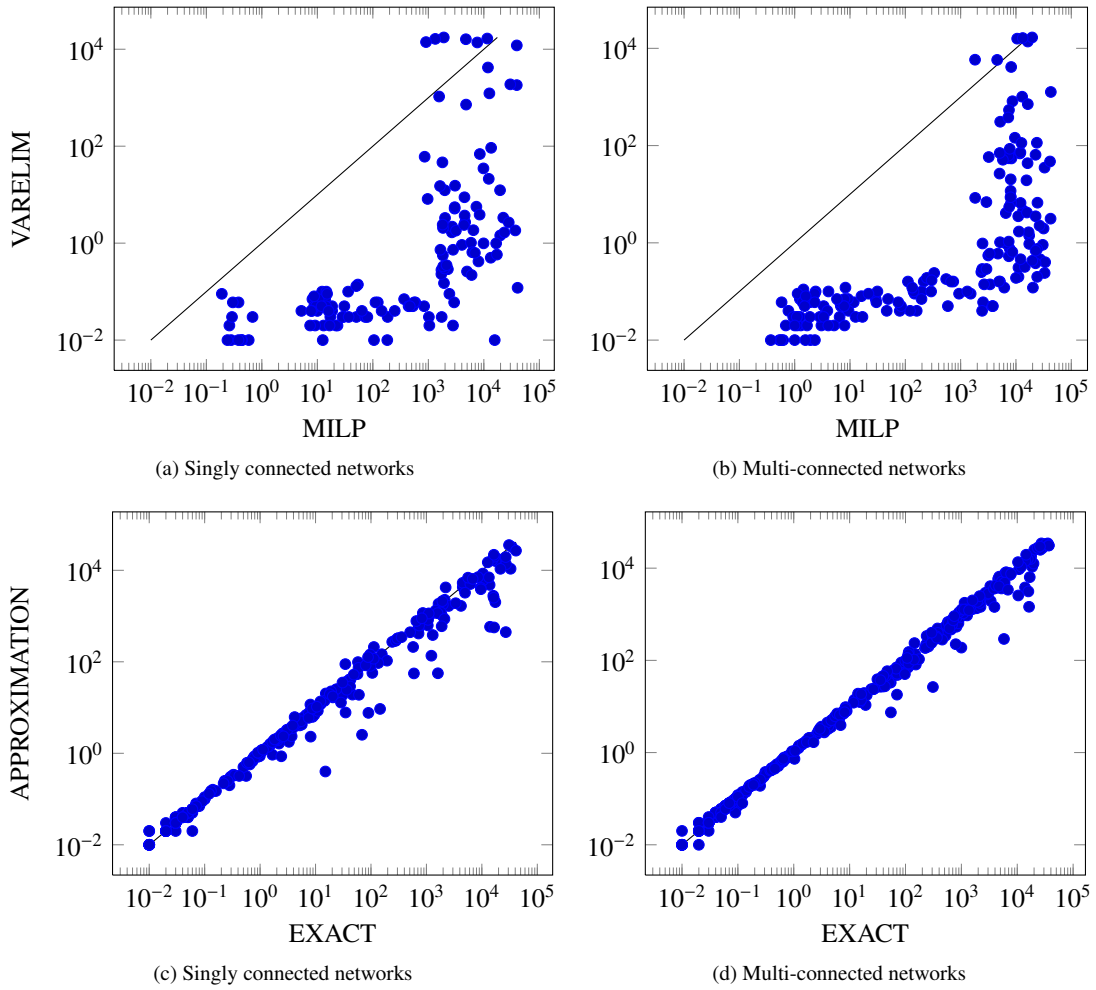 10^4
10^2
10^0
10^−2
VARELIM
10^−2 10^−1 10^0 10^1 10^2 10^3 10^4 10^5
MILP
(a) Singly connected networks
10^4
10^2
10^0
10^−2
10^−2 10^−1 10^0 10^1 10^2 10^3 10^4 10^5
MILP
(b) Multi-connected networks
10^4
10^2
10^0
10^−2
APPROXIMATION
10^−2 10^−1 10^0 10^1 10^2 10^3 10^4 10^5
EXACT
(c) Singly connected networks
10^4
10^2
10^0
10^−2
10^−2 10^−1 10^0 10^1 10^2 10^3 10^4 10^5
EXACT
(d) Multi-connected networks